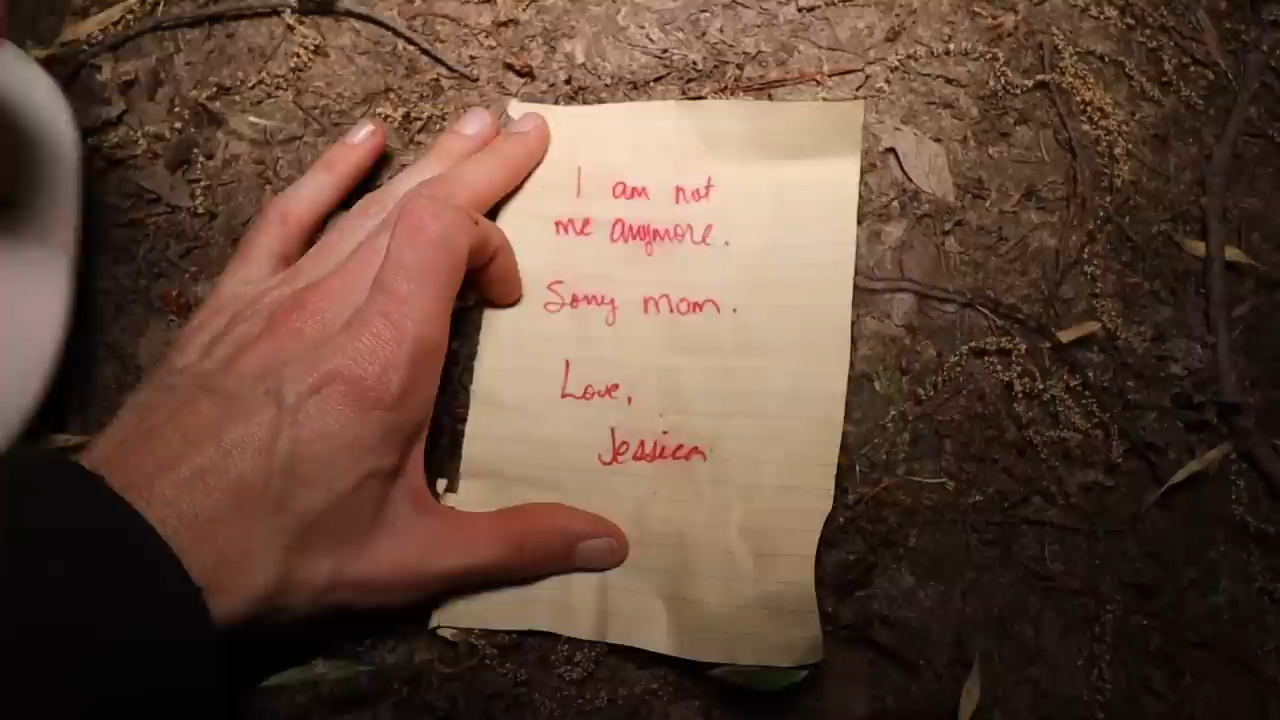 I am not
me anymore.
Sorry mom.
Love,
Jessica